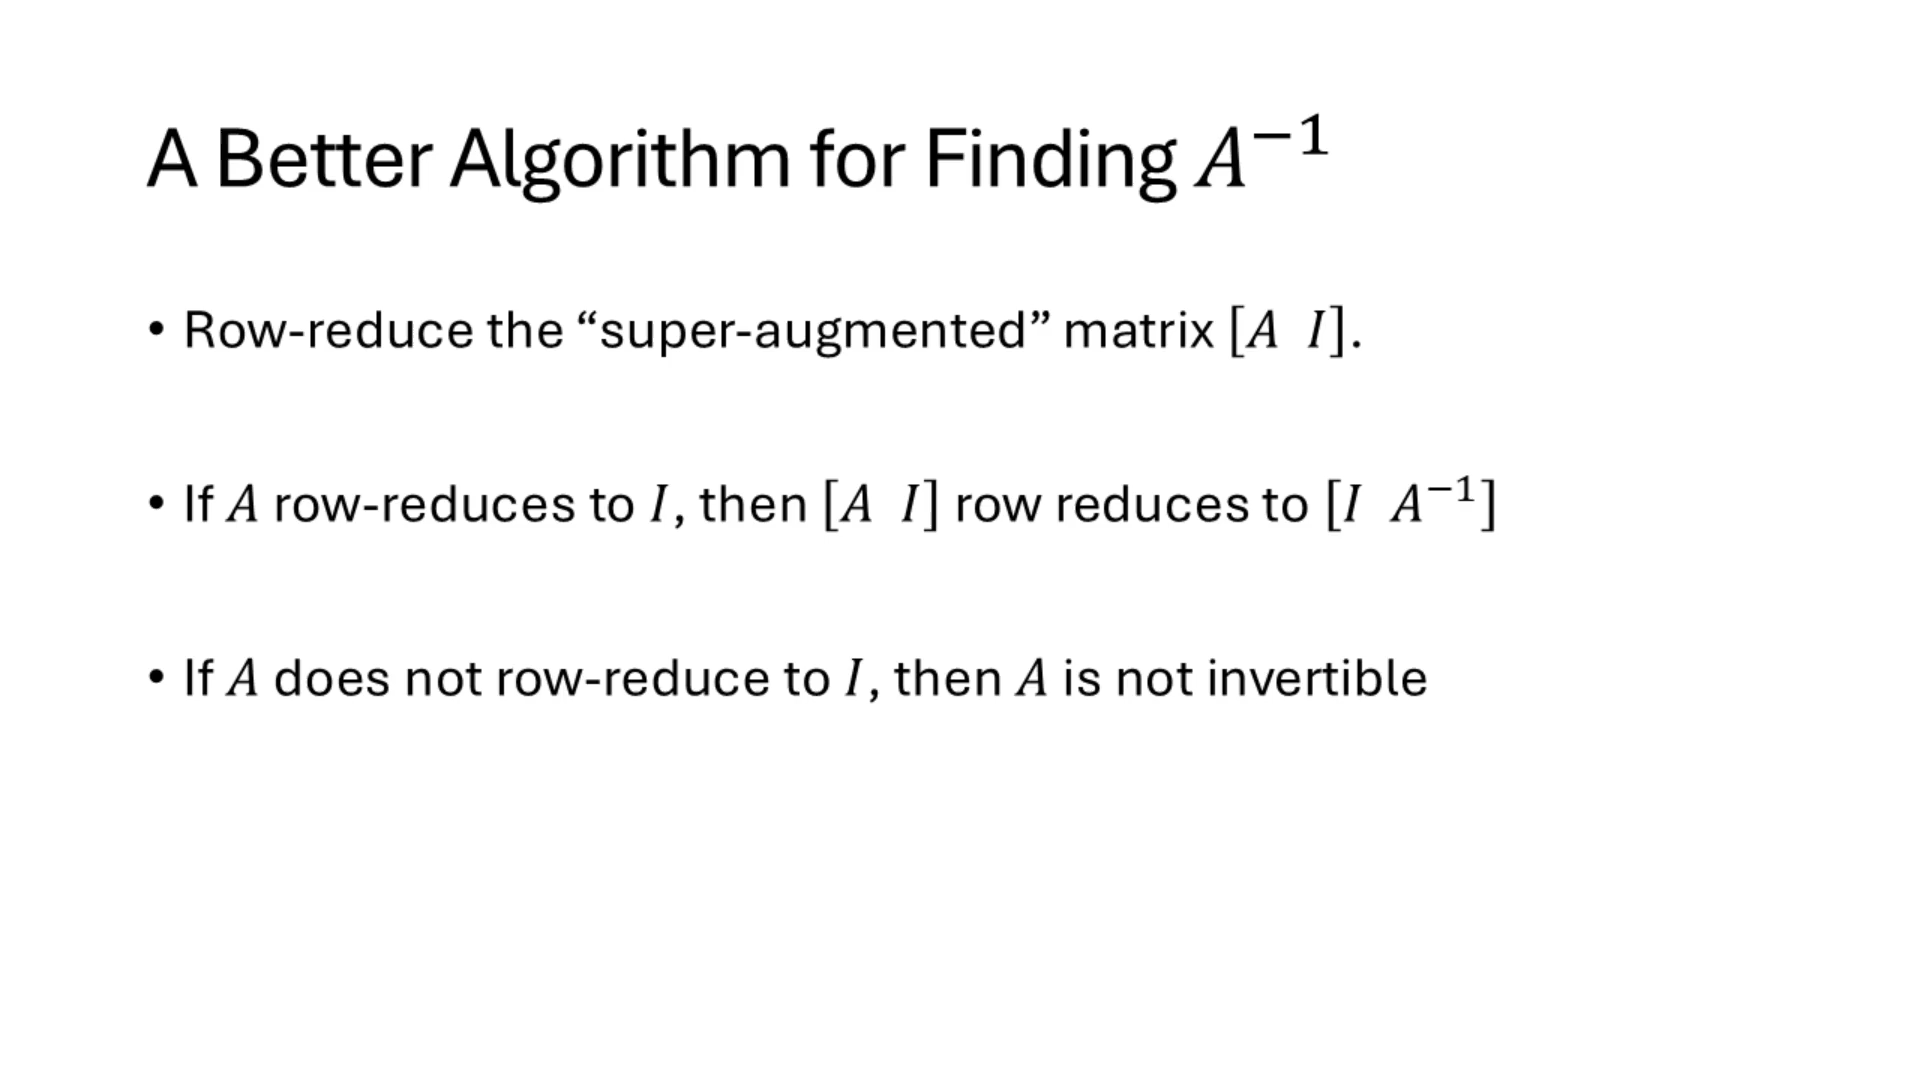 A Better Algorithm for Finding A⁻¹
• Row-reduce the “super-augmented” matrix [A I].
• If A row-reduces to I, then [A I] row reduces to [I A⁻¹]
• If A does not row-reduce to I, then A is not invertible